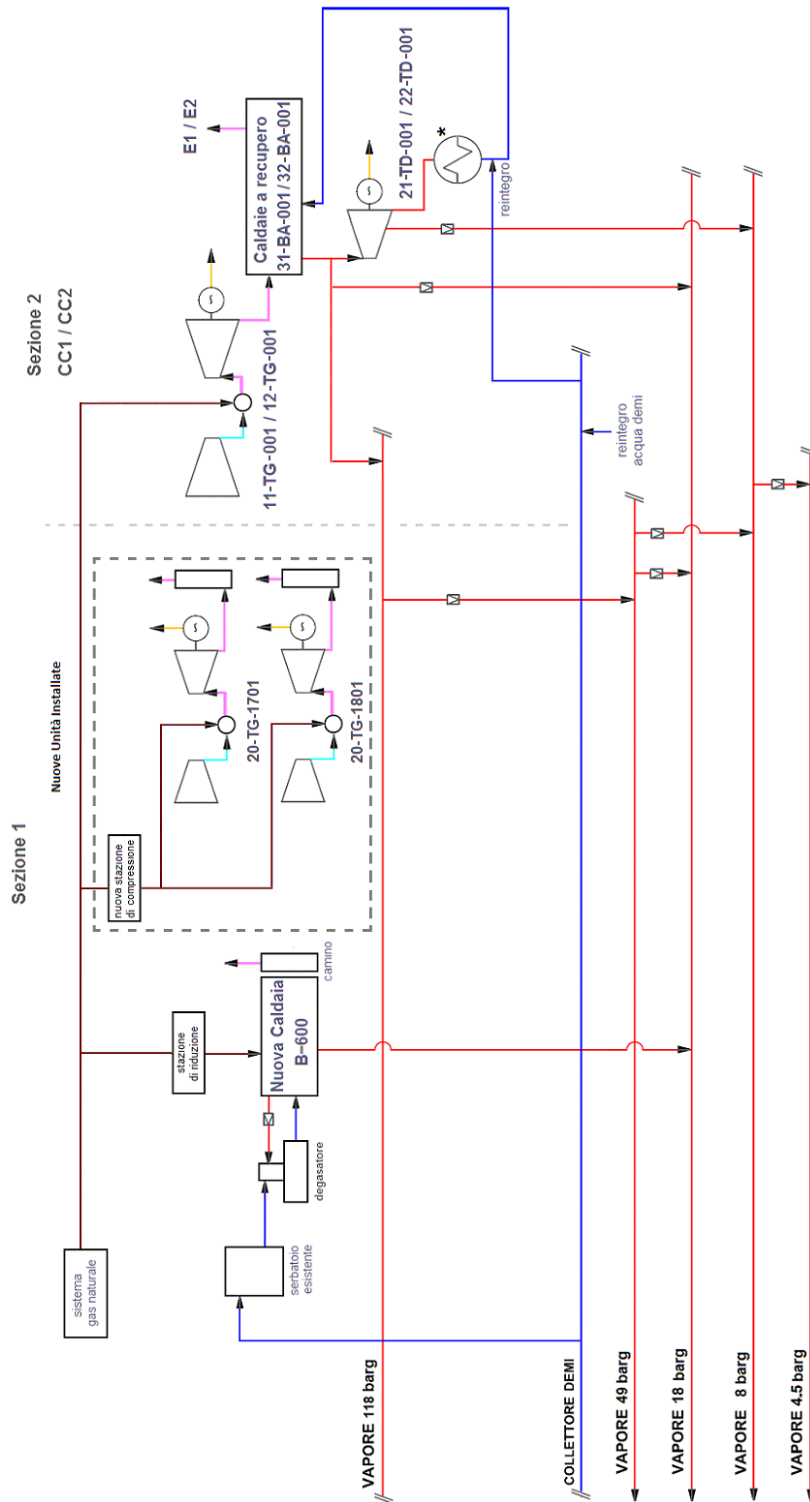 Sezione 1
Sezione 2
CC1 / CC2
Nuove Unità Installate
sistema
gas naturale
stazione
di riduzione
nuova stazione
di compressione
serbatoio
esistente
degasatore
Nuova Caldaia
B-600
camino
20-TG-1701
20-TG-1801
11-TG-001 / 12-TG-001
E1 / E2
Caldaie a recupero
31-BA-001/32-BA-001
21-TD-001 / 22-TD-001
*
reintegro
reintegro
acqua demi
VAPORE 118 barg
COLLETTORE DEMI
VAPORE 49 barg
VAPORE 18 barg
VAPORE 8 barg
VAPORE 4.5 barg